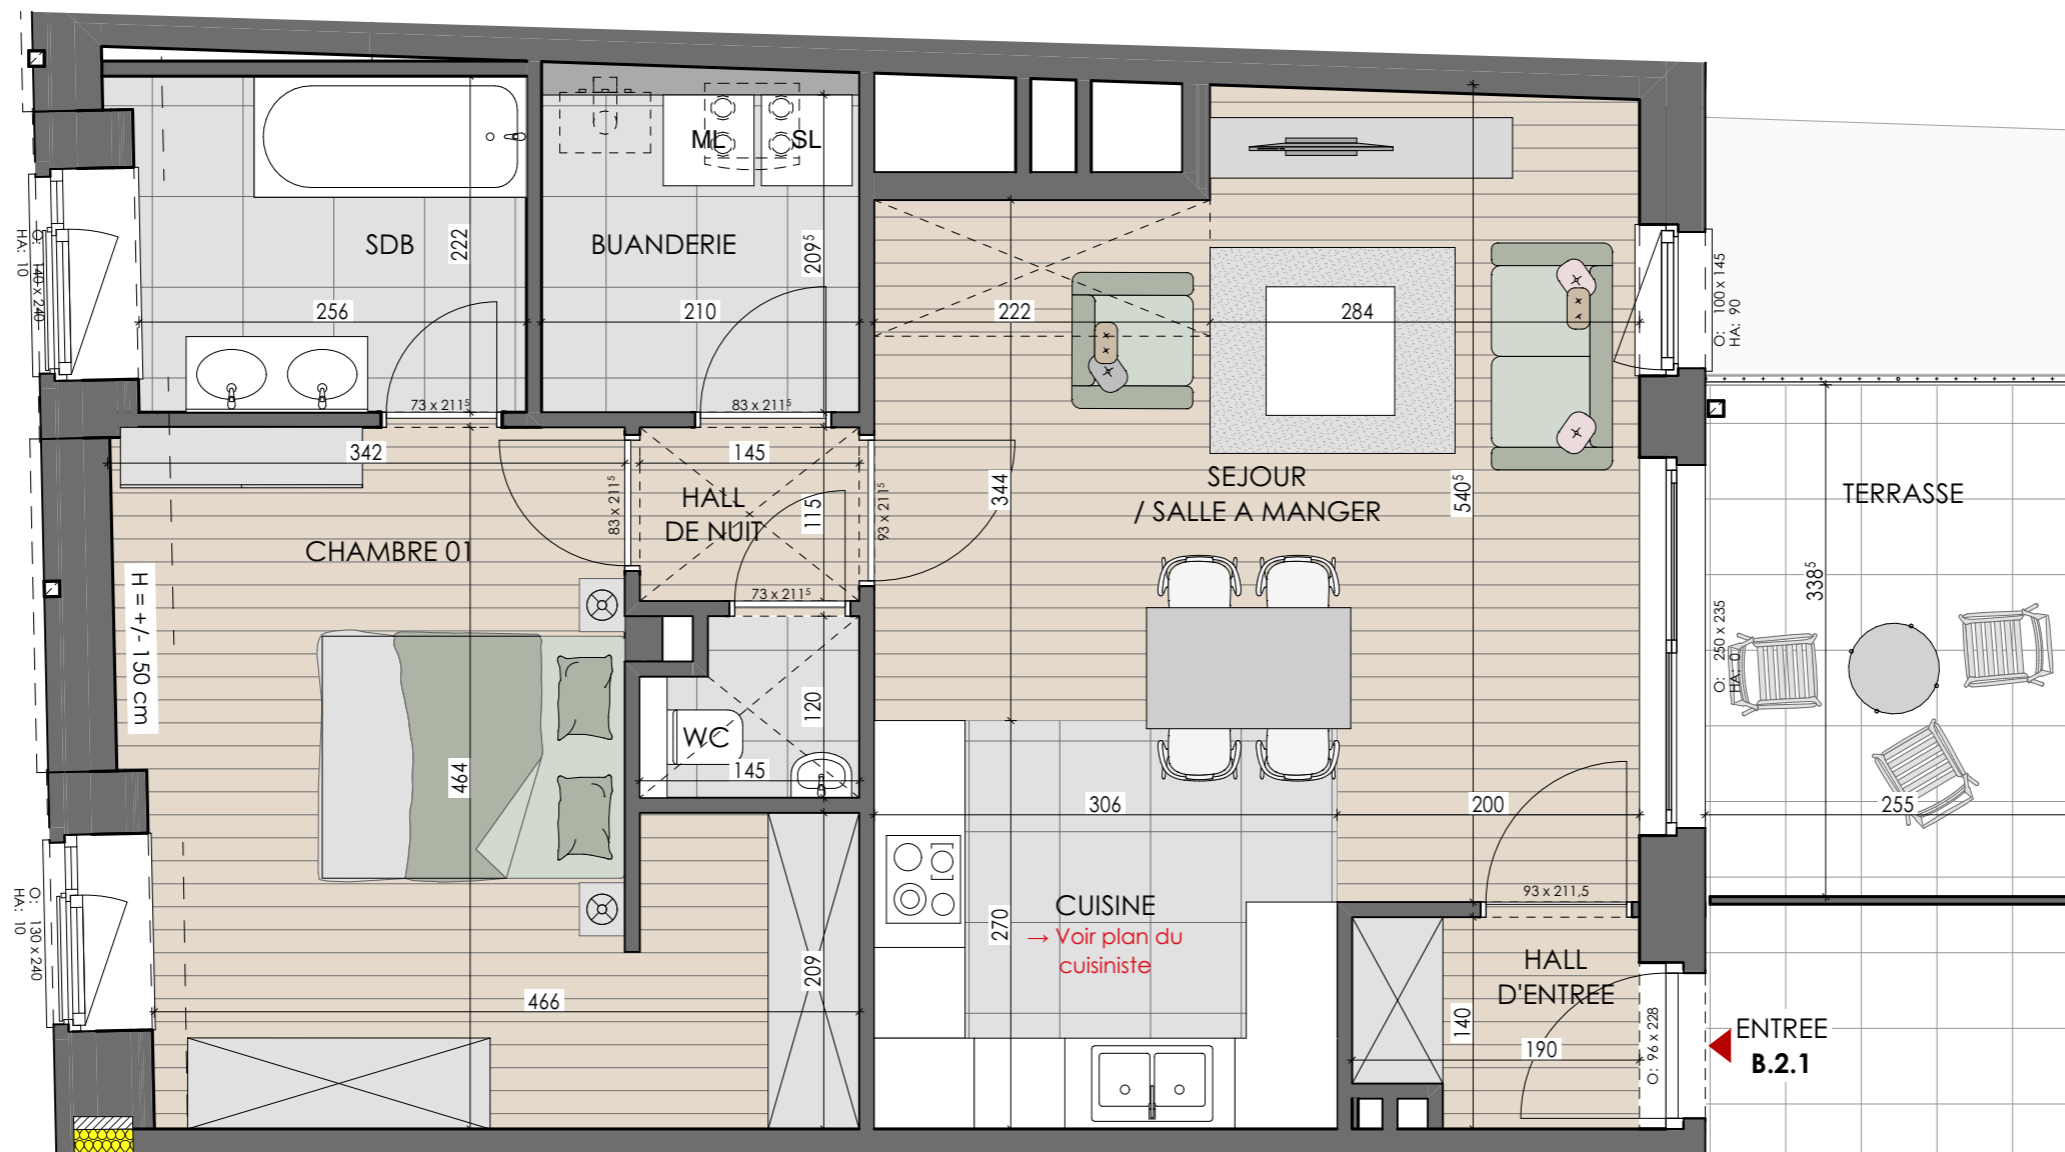 ML
SL
SDB
222
BUANDERIE
209⁵
256
210
222
284
O: 140 x 240
HA: 10
O: 100 x 145
HA: 90
73 x 211⁵
83 x 211⁵
342
145
HALL
DE NUIT
115
83 x 211⁵
93 x 211⁵
344
SEJOUR
/ SALLE A MANGER
540⁵
TERRASSE
CHAMBRE 01
H = +/- 150 cm
73 x 211⁵
338⁵
O: 250 x 235
HA: 0
WC
120
145
464
306
200
255
93 x 211,5
O: 130 x 240
HA: 10
CUISINE
→ Voir plan du
cuisiniste
270
209
466
HALL
D'ENTREE
140
190
O: 96 x 228
ENTREE
B.2.1